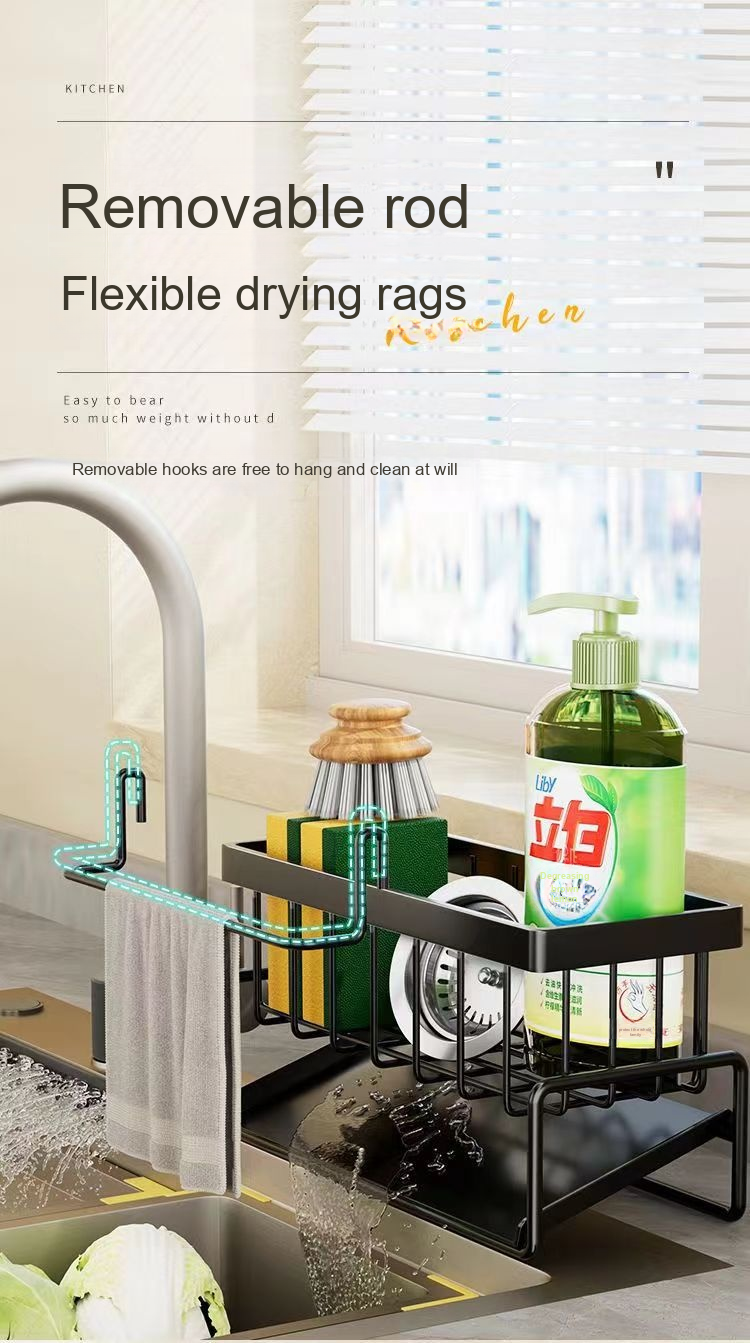 KITCHEN
"
Removable rod
Flexible drying rags
Easy to bear
so much weight without d
Removable hooks are free to hang and clean at will
Liby
立白
Degreasing